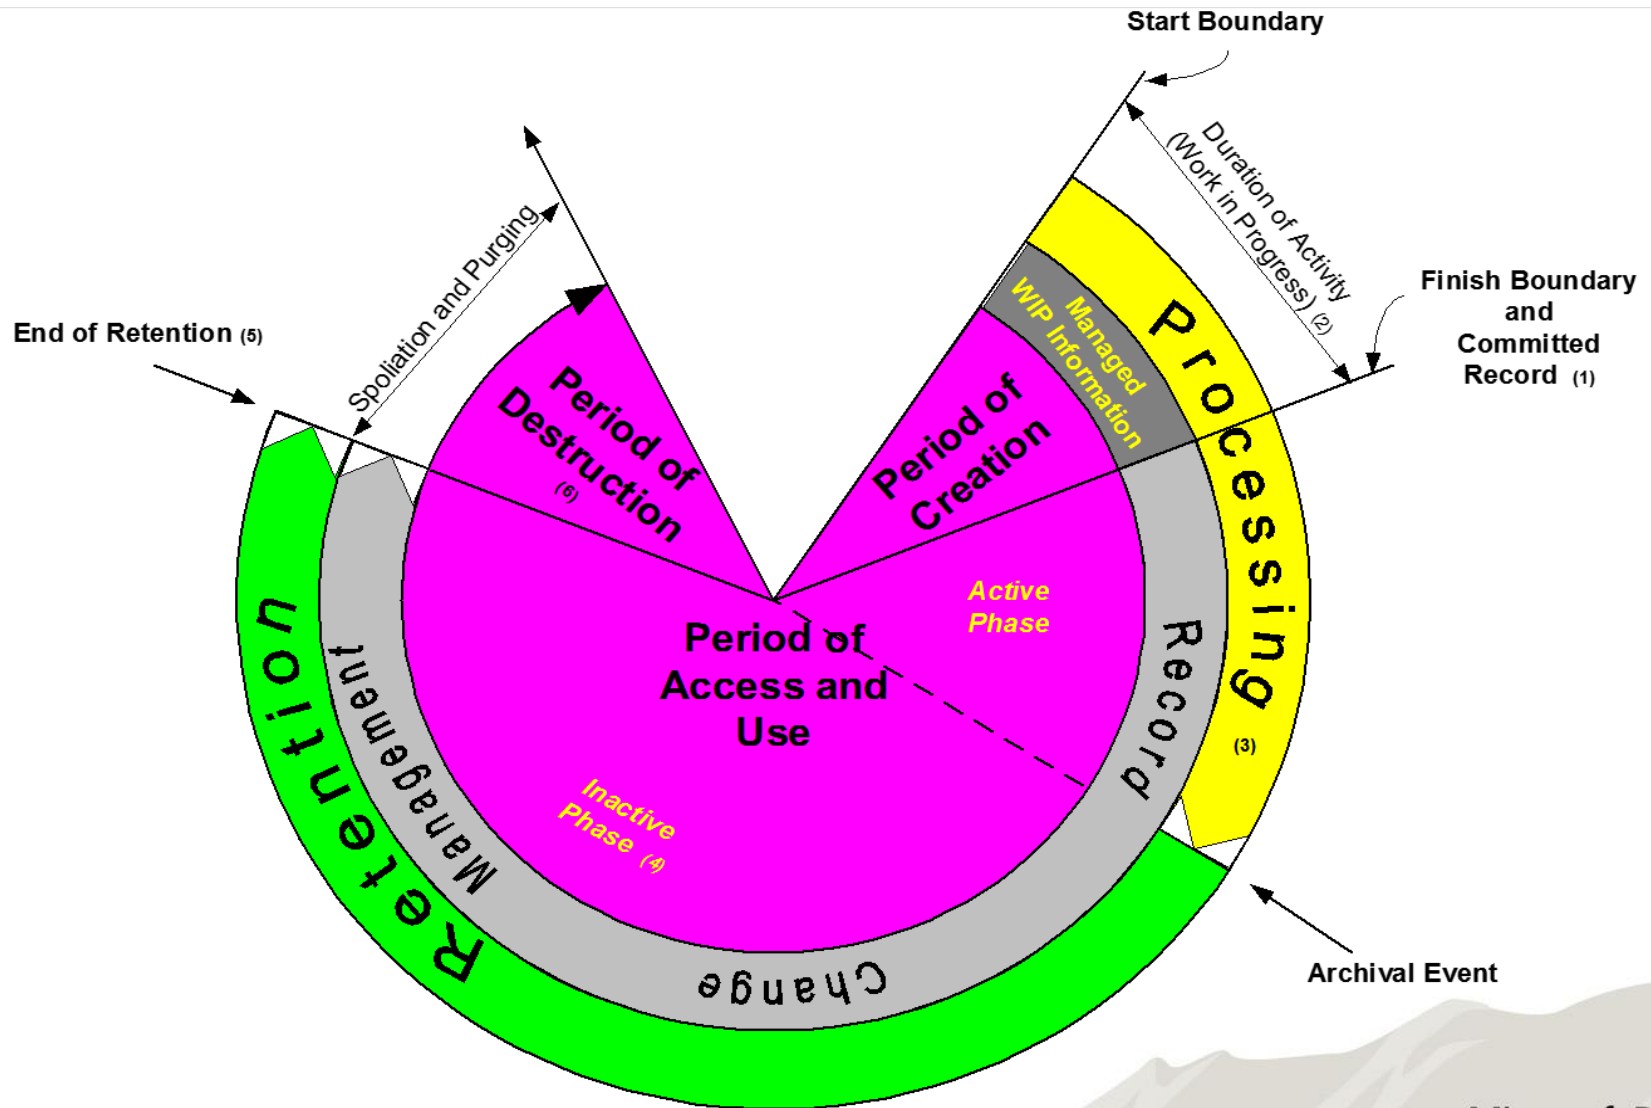 Start Boundary
Duration of Activity
(Work in Progress) (2)
Finish Boundary
and
Committed
Record (1)
Spoliation and Purging
End of Retention (5)
Period of
Destruction
(6)
Period of
Creation
Managed
WIP Information
Processing
(3)
Active
Phase
Period of
Access and
Use
Inactive
Phase (4)
Record
Change
Management
Retention
Archival Event